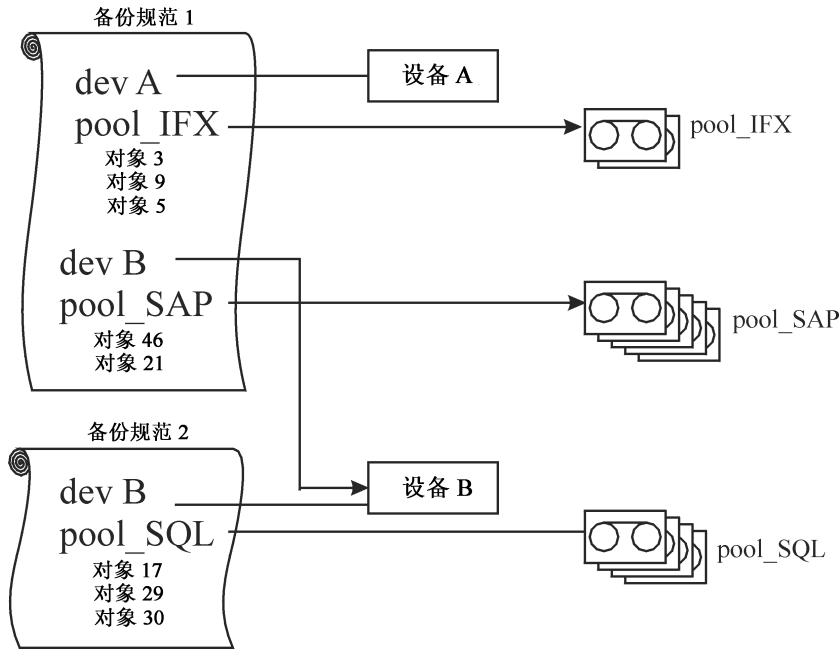 备份规范 1
dev A
设备 A
pool_IFX
pool_IFX
对象 3
对象 9
对象 5
dev B
pool_SAP
pool_SAP
对象 46
对象 21
备份规范 2
dev B
设备 B
pool_SQL
pool_SQL
对象 17
对象 29
对象 30